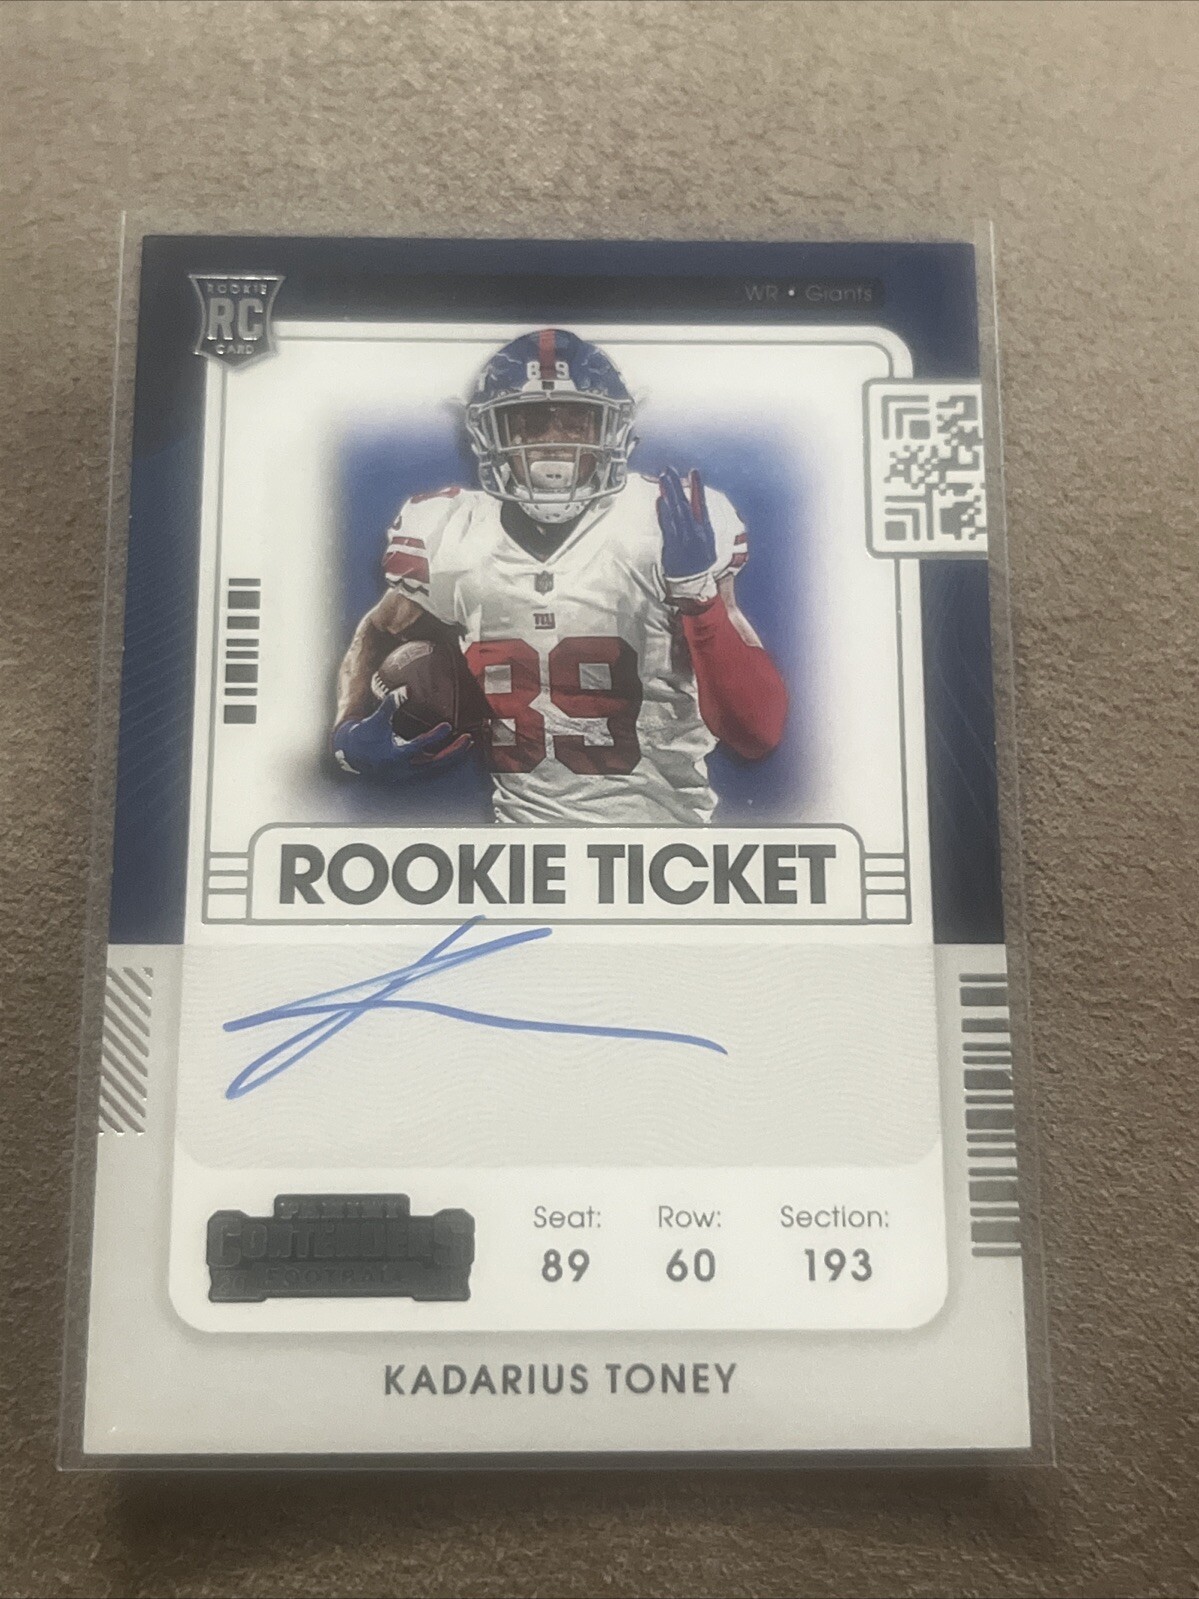 ROOKIE
RC
CARD
WR • Giants
89
89
ROOKIE TICKET
PANINI
CONTENDERS
FOOTBALL
Seat: Row: Section:
89 60 193
KADARIUS TONEY